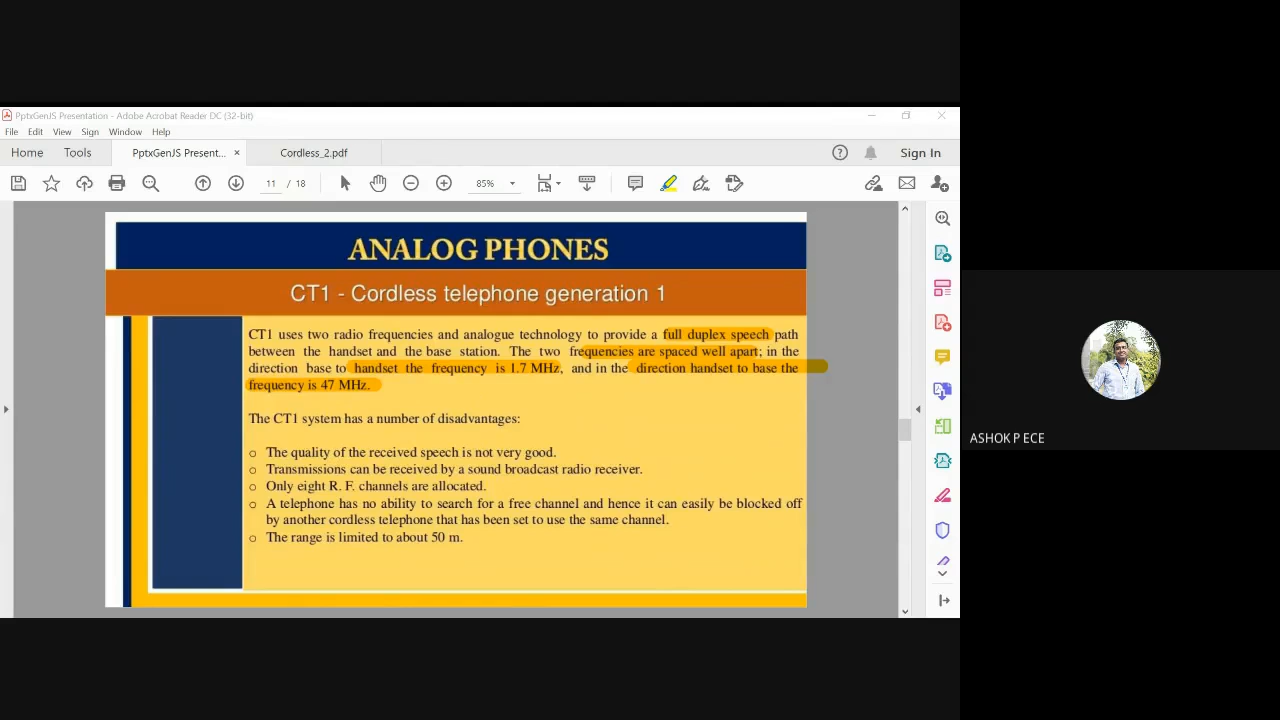 PptxGenJS Presentation - Adobe Acrobat Reader DC (32-bit)
File Edit View Sign Window Help
Home Tools PptxGenJS Present... × Cordless_2.pdf Sign In
11 / 18 85%
ANALOG PHONES
CT1 - Cordless telephone generation 1
CT1 uses two radio frequencies and analogue technology to provide a full duplex speech path
between the handset and the base station. The two frequencies are spaced well apart; in the
direction base to handset the frequency is 1.7 MHz, and in the direction handset to base the
frequency is 47 MHz.
The CT1 system has a number of disadvantages:
o The quality of the received speech is not very good.
o Transmissions can be received by a sound broadcast radio receiver.
o Only eight R. F. channels are allocated.
o A telephone has no ability to search for a free channel and hence it can easily be blocked off
by another cordless telephone that has been set to use the same channel.
o The range is limited to about 50 m.
ASHOK P ECE